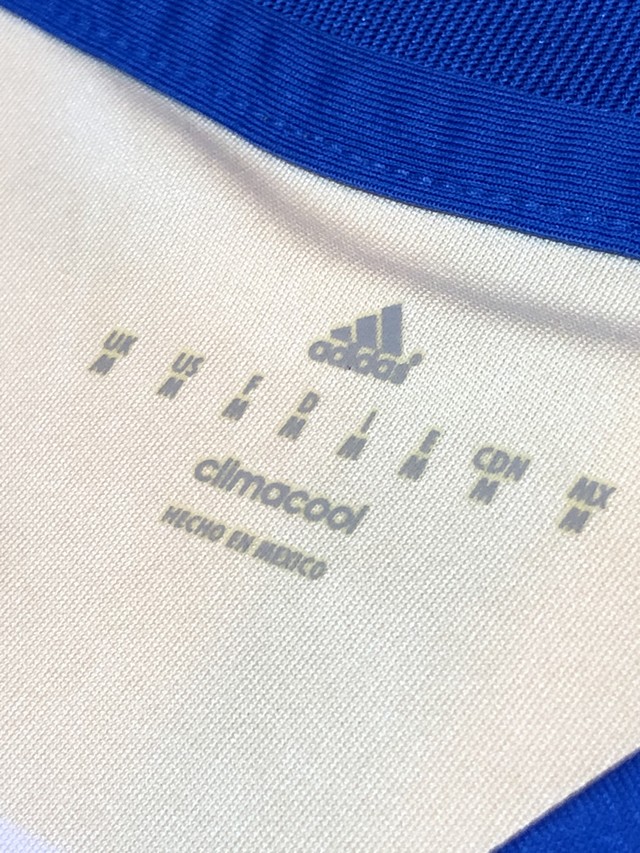 adidas®
UK US F D I E CDN MX
M M M M M M M M
climacool
HECHO EN MEXICO